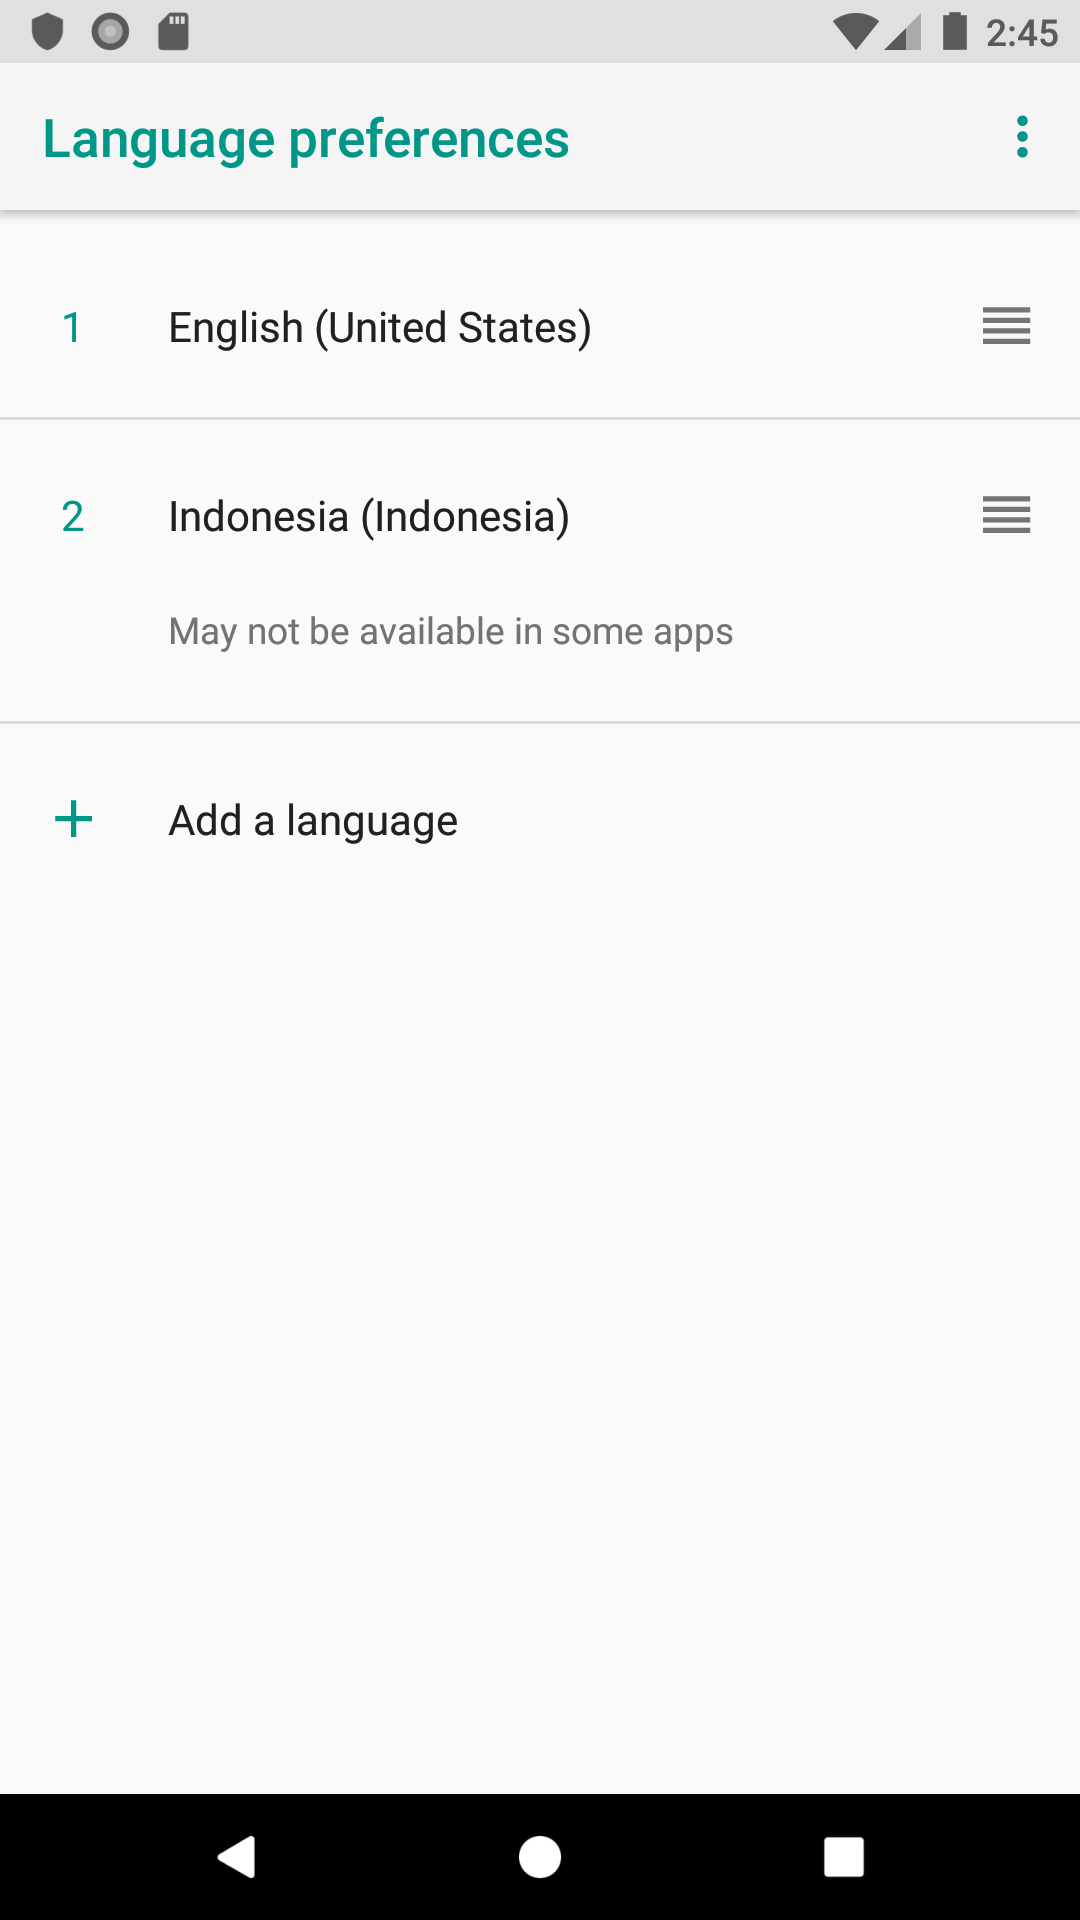 2:45
Language preferences
1 English (United States)
2 Indonesia (Indonesia)
May not be available in some apps
Add a language